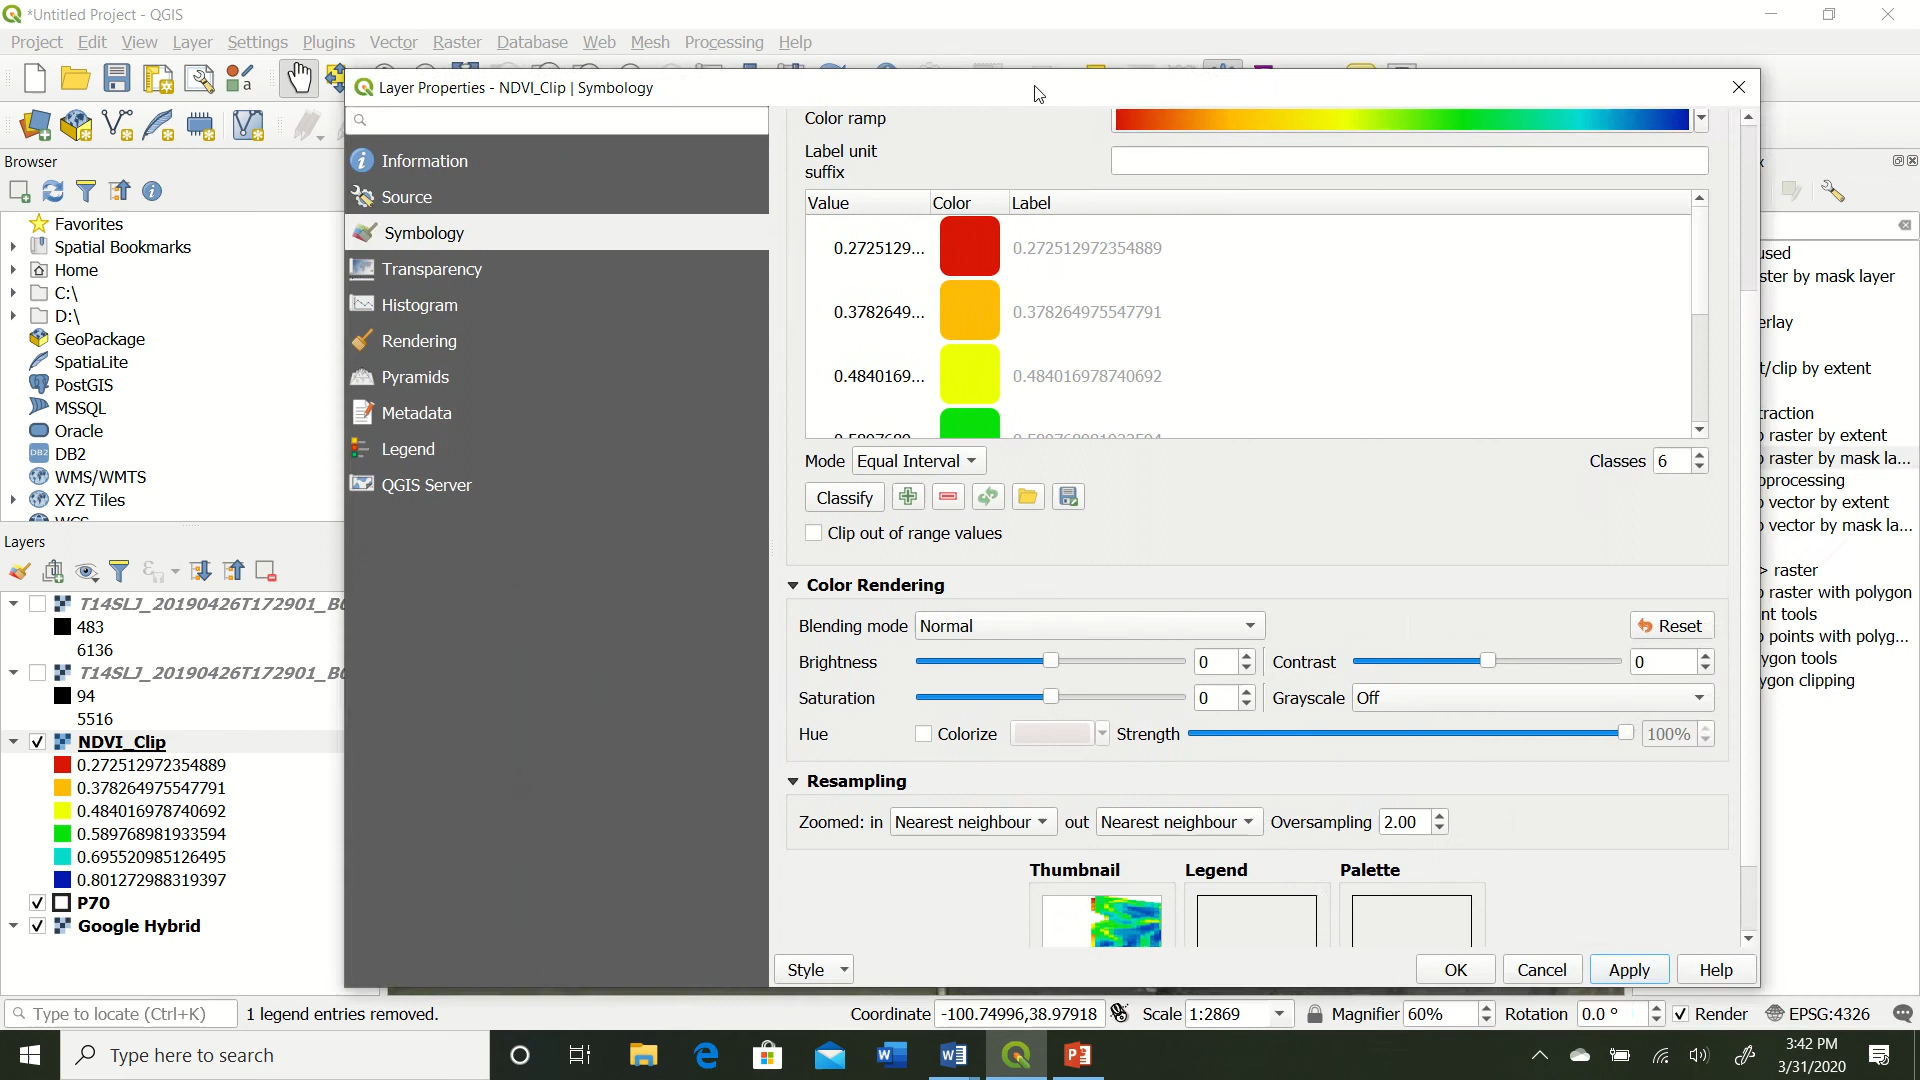 *Untitled Project - QGIS
Project Edit View Layer Settings Plugins Vector Raster Database Web Mesh Processing Help
Layer Properties - NDVI_Clip | Symbology
Browser
Favorites
Spatial Bookmarks
Home
C:\
D:\
GeoPackage
SpatiaLite
PostGIS
MSSQL
Oracle
DB2
WMS/WMTS
XYZ Tiles
Layers
T14SLJ_20190426T172901_B0
483
6136
T14SLJ_20190426T172901_B0
94
5516
NDVI_Clip
0.272512972354889
0.378264975547791
0.484016978740692
0.589768981933594
0.695520985126495
0.801272988319397
P70
Google Hybrid
Information
Source
Symbology
Transparency
Histogram
Rendering
Pyramids
Metadata
Legend
QGIS Server
Color ramp
Label unit
suffix
Value Color Label
0.2725129... 0.272512972354889
0.3782649... 0.378264975547791
0.4840169... 0.484016978740692
Mode Equal Interval Classes 6
Classify
Clip out of range values
Color Rendering
Blending mode Normal Reset
Brightness 0 Contrast 0
Saturation 0 Grayscale Off
Hue Colorize Strength 100%
Resampling
Zoomed: in Nearest neighbour out Nearest neighbour Oversampling 2.00
Thumbnail Legend Palette
Style OK Cancel Apply Help
used
ster by mask layer
erlay
t/clip by extent
raction
raster by extent
raster by mask la...
processing
vector by extent
vector by mask la...
> raster
raster with polygon
nt tools
points with polyg...
ygon tools
ygon clipping
Type to locate (Ctrl+K) 1 legend entries removed. Coordinate -100.74996,38.97918 Scale 1:2869 Magnifier 60% Rotation 0.0 ° Render EPSG:4326
Type here to search
3:42 PM
3/31/2020